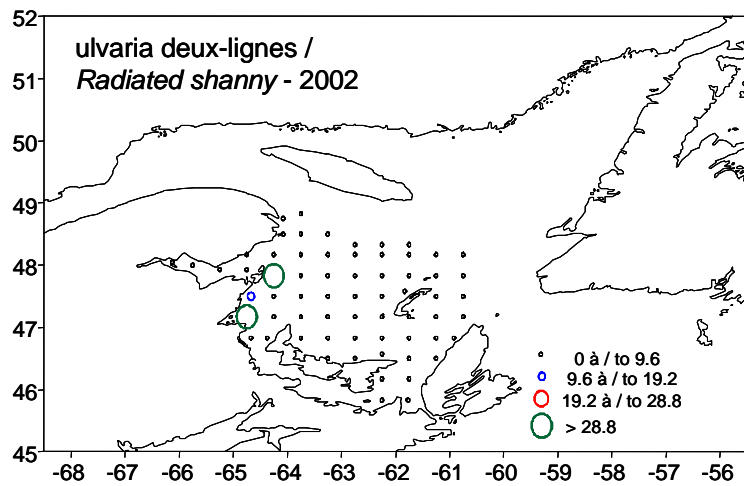 ulvaria deux-lignes /
Radiated shanny - 2002
52
51
50
49
48
47
46
45
0 à / to 9.6
9.6 à / to 19.2
19.2 à / to 28.8
> 28.8
-68 -67 -66 -65 -64 -63 -62 -61 -60 -59 -58 -57 -56